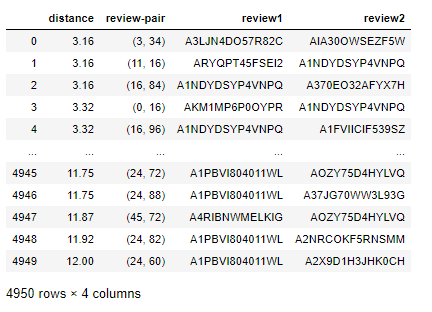 distance review-pair review1 review2
0 3.16 (3, 34) A3LJN4DO57R82C AIA30OWSEZF5W
1 3.16 (11, 16) ARYQPT45FSEI2 A1NDYDSYP4VNPQ
2 3.16 (16, 84) A1NDYDSYP4VNPQ A370EO32AFYX7H
3 3.32 (0, 16) AKM1MP6P0OYPR A1NDYDSYP4VNPQ
4 3.32 (16, 96) A1NDYDSYP4VNPQ A1FVIICIF539SZ
... ... ... ... ...
4945 11.75 (24, 72) A1PBVI804011WL AOZY75D4HYLVQ
4946 11.75 (24, 88) A1PBVI804011WL A37JG70WW3L93G
4947 11.87 (45, 72) A4RIBNWMELKIG AOZY75D4HYLVQ
4948 11.92 (24, 82) A1PBVI804011WL A2NRCOKF5RNSMM
4949 12.00 (24, 60) A1PBVI804011WL A2X9D1H3JHK0CH
4950 rows × 4 columns